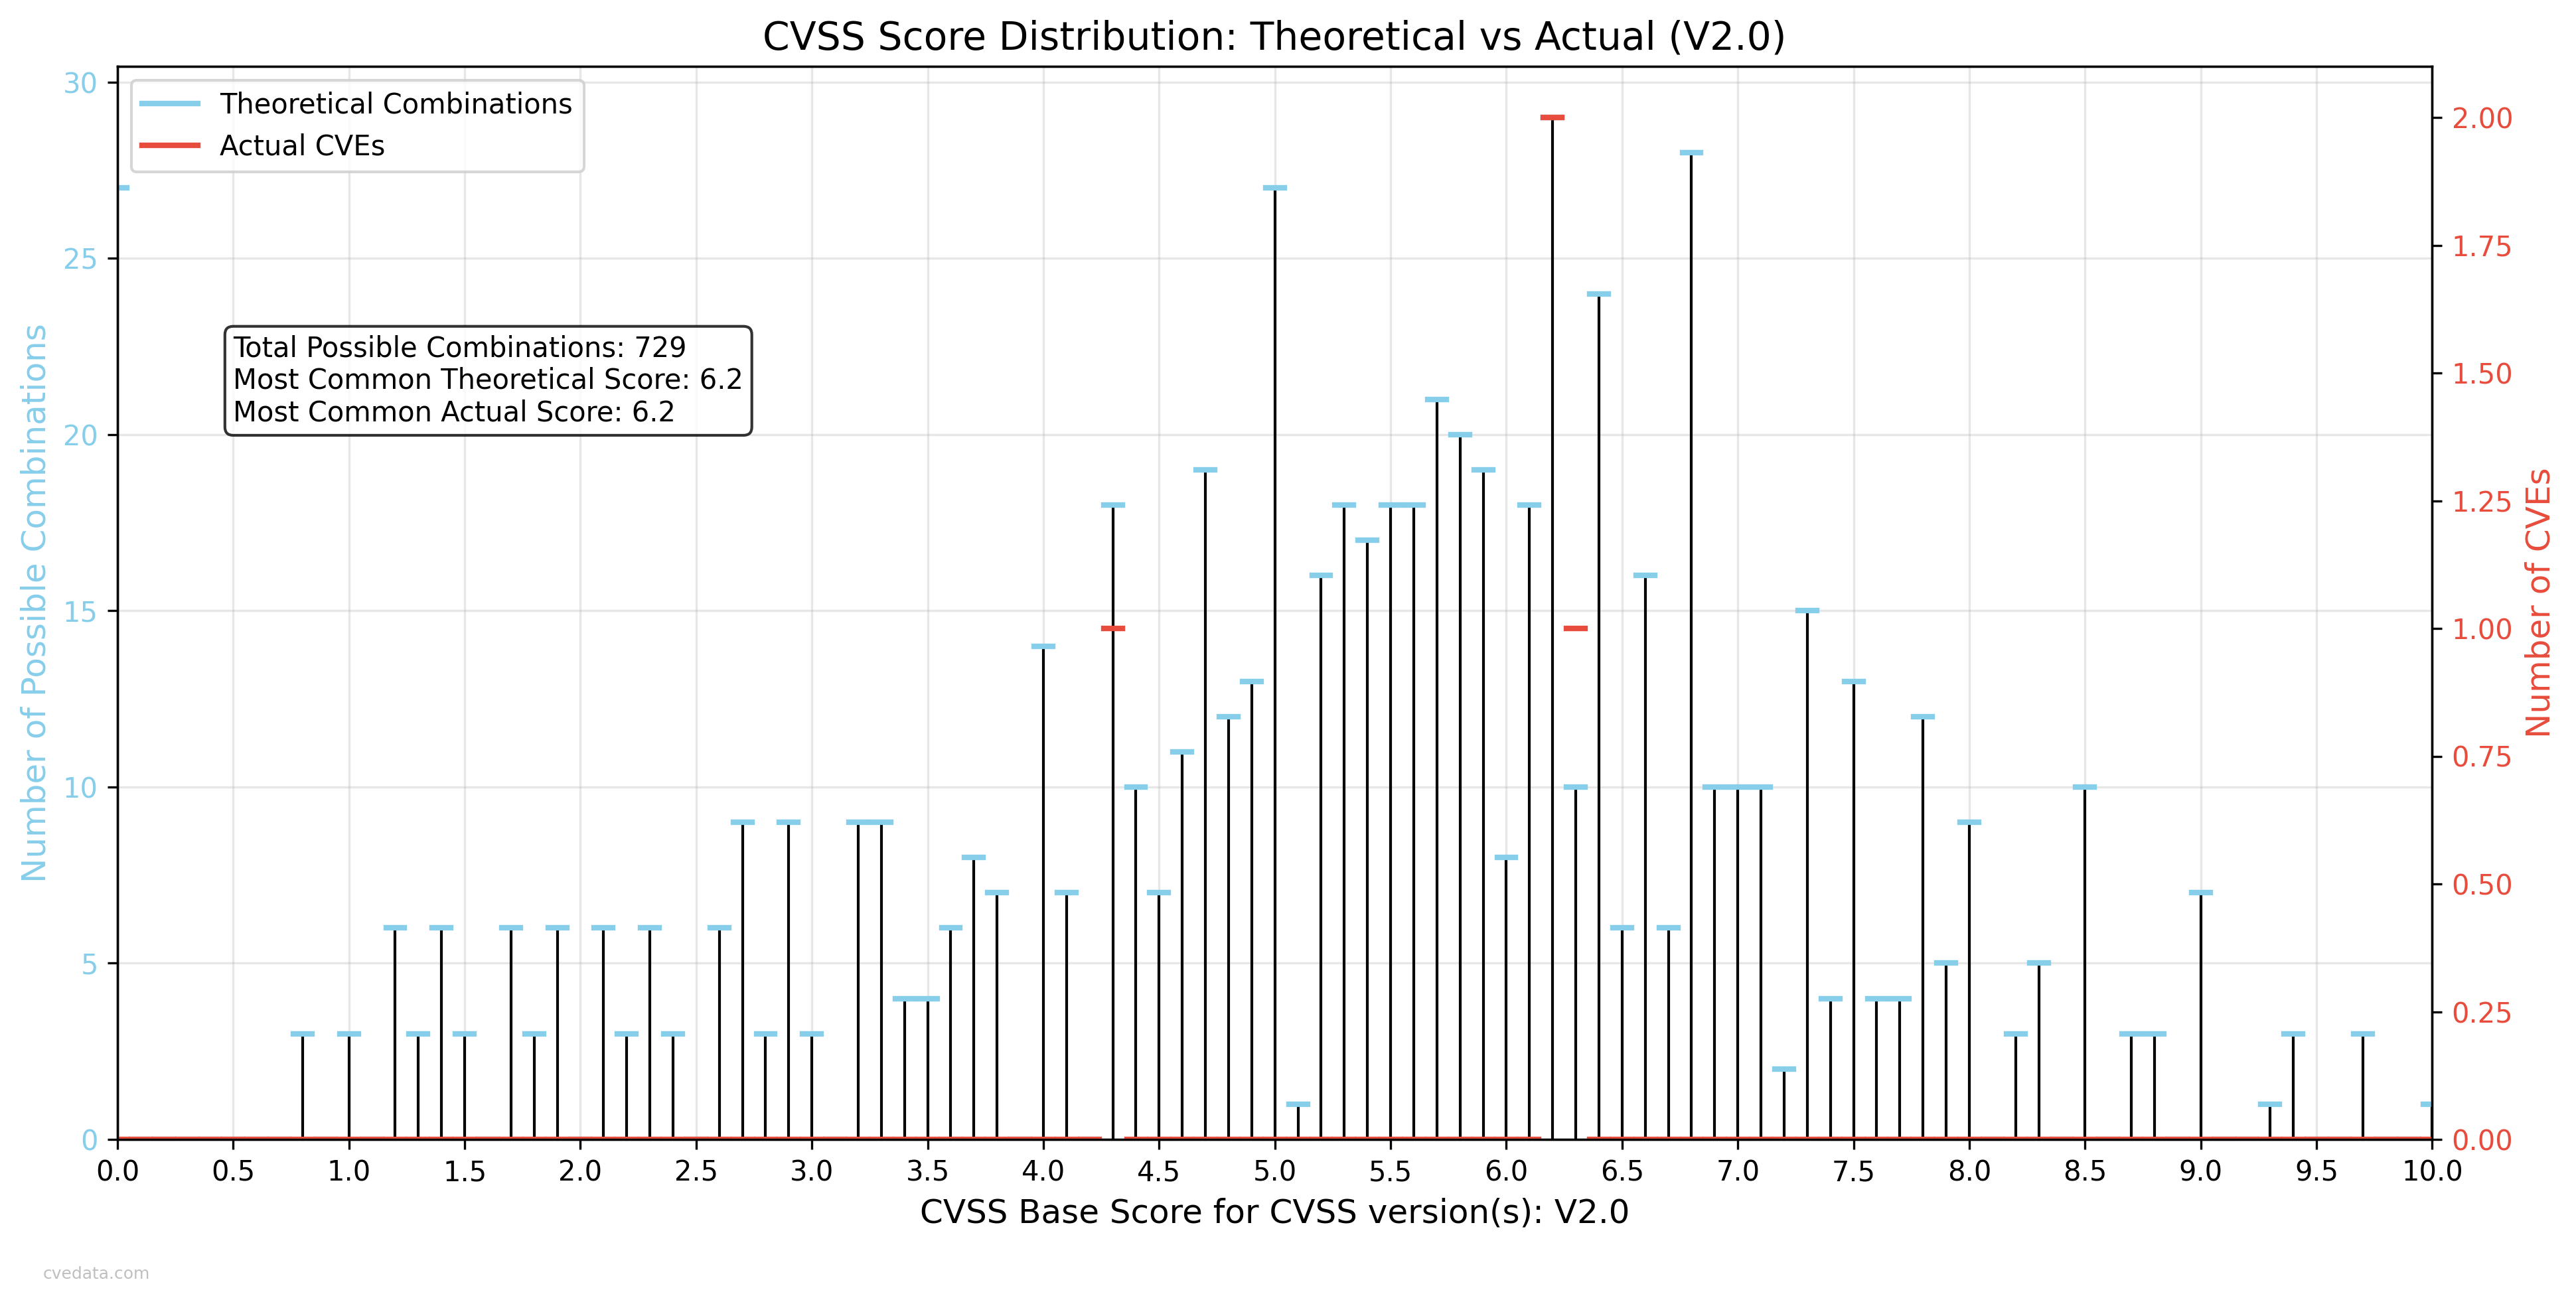 CVSS Score Distribution: Theoretical vs Actual (V2.0)
Theoretical Combinations
Actual CVEs
Total Possible Combinations: 729
Most Common Theoretical Score: 6.2
Most Common Actual Score: 6.2
Number of Possible Combinations
30
25
20
15
10
5
0
2.00
1.75
1.50
1.25
1.00
0.75
0.50
0.25
0.00
Number of CVEs
0.0 0.5 1.0 1.5 2.0 2.5 3.0 3.5 4.0 4.5 5.0 5.5 6.0 6.5 7.0 7.5 8.0 8.5 9.0 9.5 10.0
CVSS Base Score for CVSS version(s): V2.0
cvedata.com